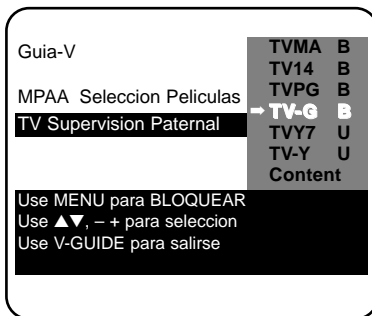 Guia-V
MPAA Seleccion Peliculas
TV Supervision Paternal
TVMA B
TV14 B
TVPG B
➡ TV-G B
TVY7 U
TV-Y U
Content
Use MENU para BLOQUEAR
Use ▲▼, – + para seleccion
Use V-GUIDE para salirse